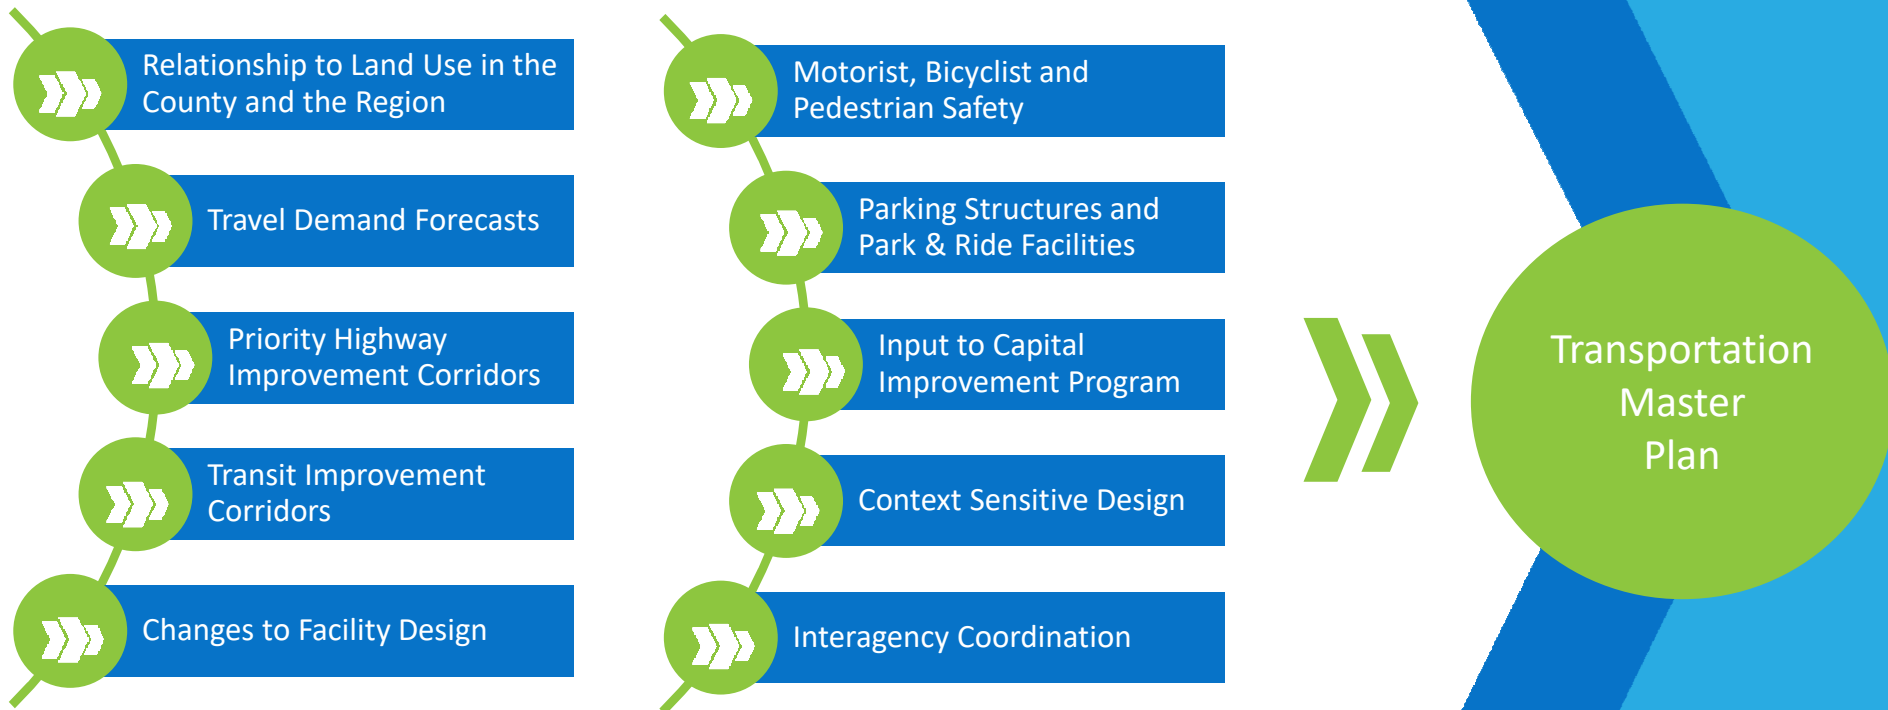 Relationship to Land Use in the
County and the Region
Travel Demand Forecasts
Priority Highway
Improvement Corridors
Transit Improvement
Corridors
Changes to Facility Design
Motorist, Bicyclist and
Pedestrian Safety
Parking Structures and
Park & Ride Facilities
Input to Capital
Improvement Program
Context Sensitive Design
Interagency Coordination
Transportation
Master
Plan